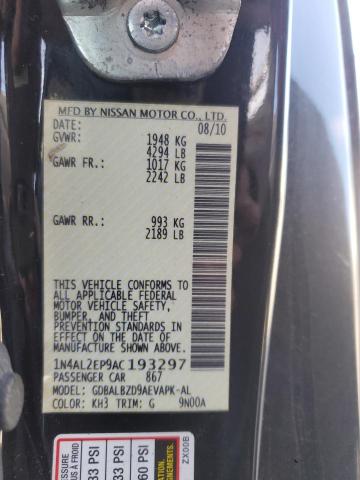 MFD BY NISSAN MOTOR CO., LTD.
DATE: 08/10
GVWR: 1948 KG
4294 LB
GAWR FR: 1017 KG
2242 LB
GAWR RR: 993 KG
2189 LB
THIS VEHICLE CONFORMS TO
ALL APPLICABLE FEDERAL
MOTOR VEHICLE SAFETY,
BUMPER, AND THEFT
PREVENTION STANDARDS IN
EFFECT ON THE DATE OF
MANUFACTURE SHOWN ABOVE.
1N4AL2EP9AC193297
PASSENGER CAR 867
MODEL: GDBALBZD9AEVAPK-AL
COLOR: KH3 TRIM: G 9N00A
ZX00B
PRESSURE
33 PSI
33 PSI
60 PSI